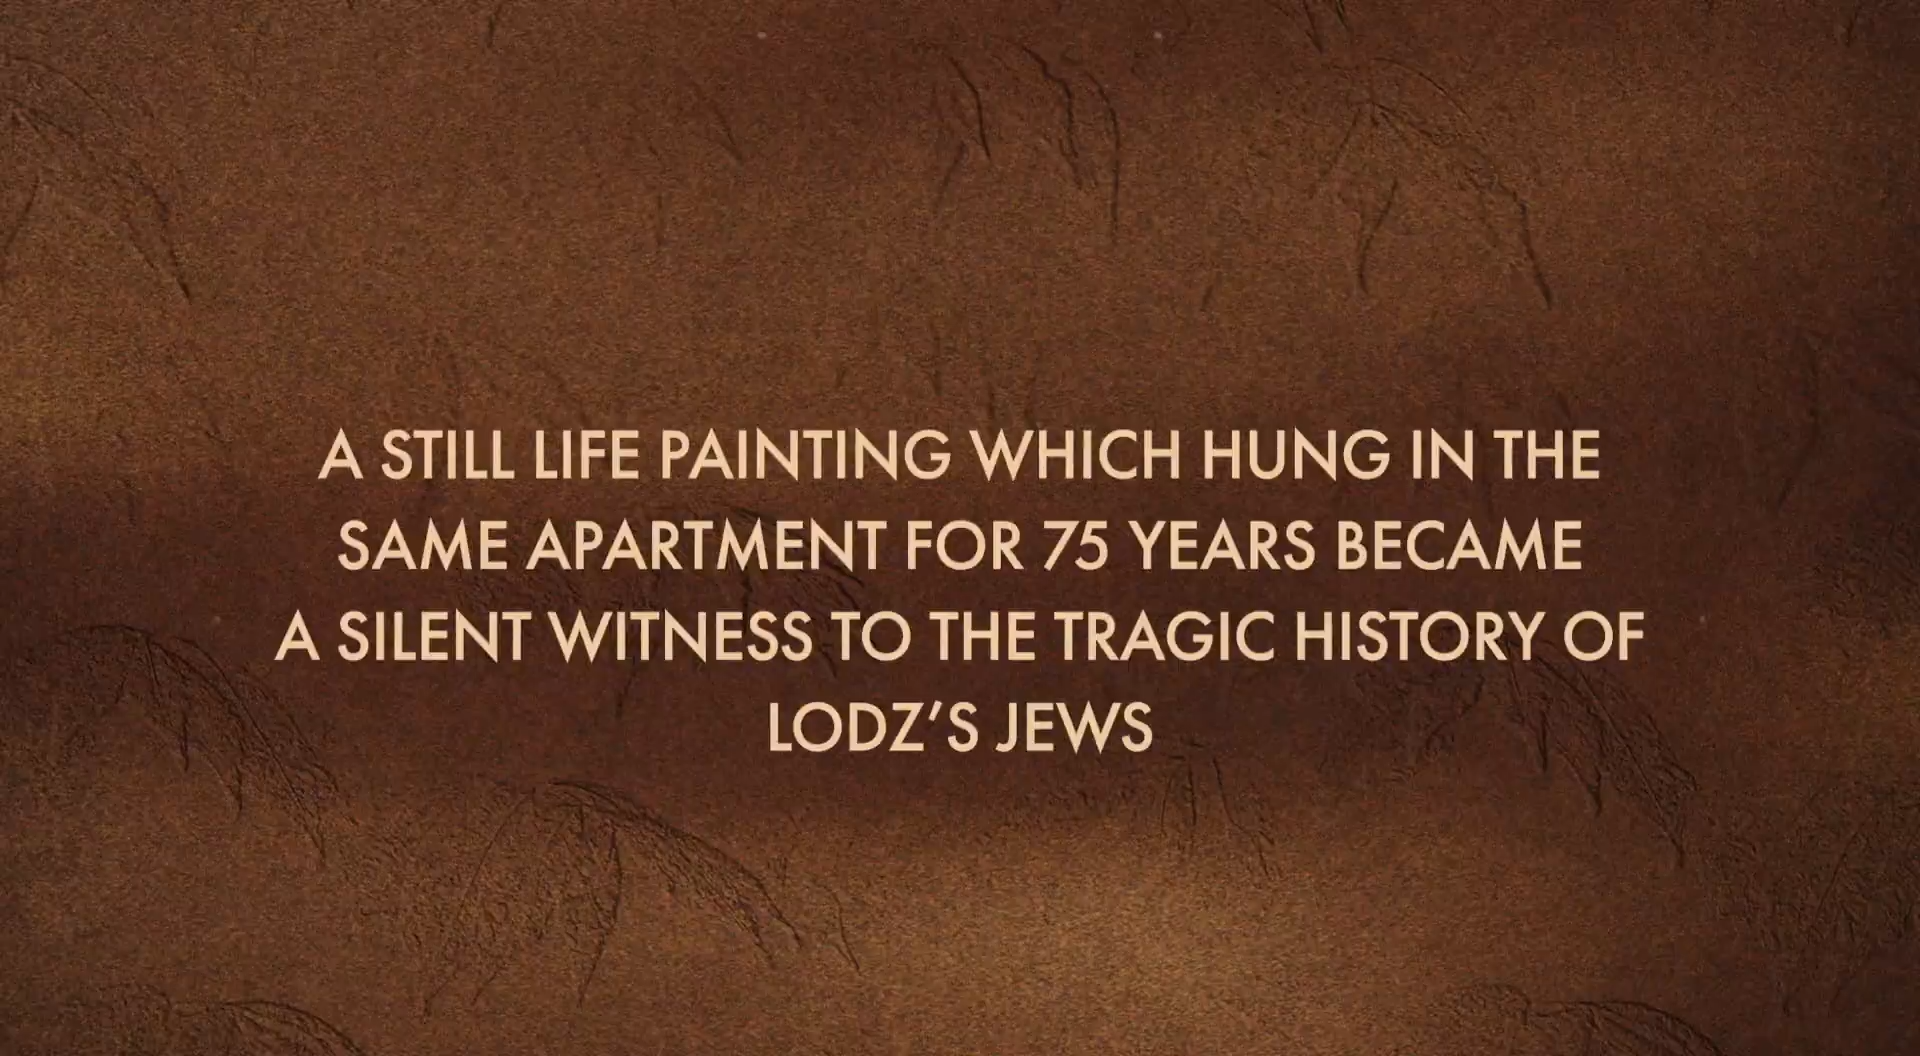 A STILL LIFE PAINTING WHICH HUNG IN THE
SAME APARTMENT FOR 75 YEARS BECAME
A SILENT WITNESS TO THE TRAGIC HISTORY OF
LODZ’S JEWS